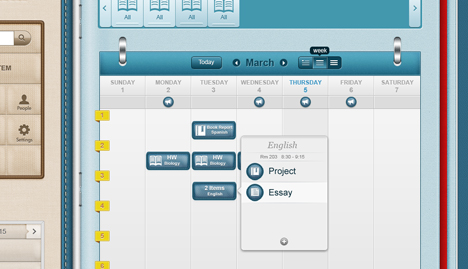 All
All
All
All
week
Today
March
SUNDAY
MONDAY
TUESDAY
WEDNESDAY
THURSDAY
FRIDAY
SATURDAY
1
2
3
4
5
6
7
TEM
People
Settings
15
1
2
3
4
5
6
Book Report
Spanish
HW
Biology
HW
Biology
2 Items
English
English
Rm 203 8:30 - 9:15
Project
Essay